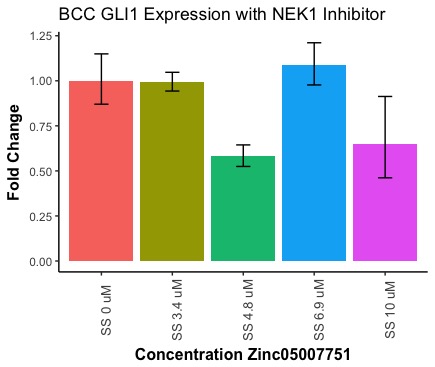 BCC GLI1 Expression with NEK1 Inhibitor
Fold Change
1.25
1.00
0.75
0.50
0.25
0.00
SS 0 uM
SS 3.4 uM
SS 4.8 uM
SS 6.9 uM
SS 10 uM
Concentration Zinc05007751